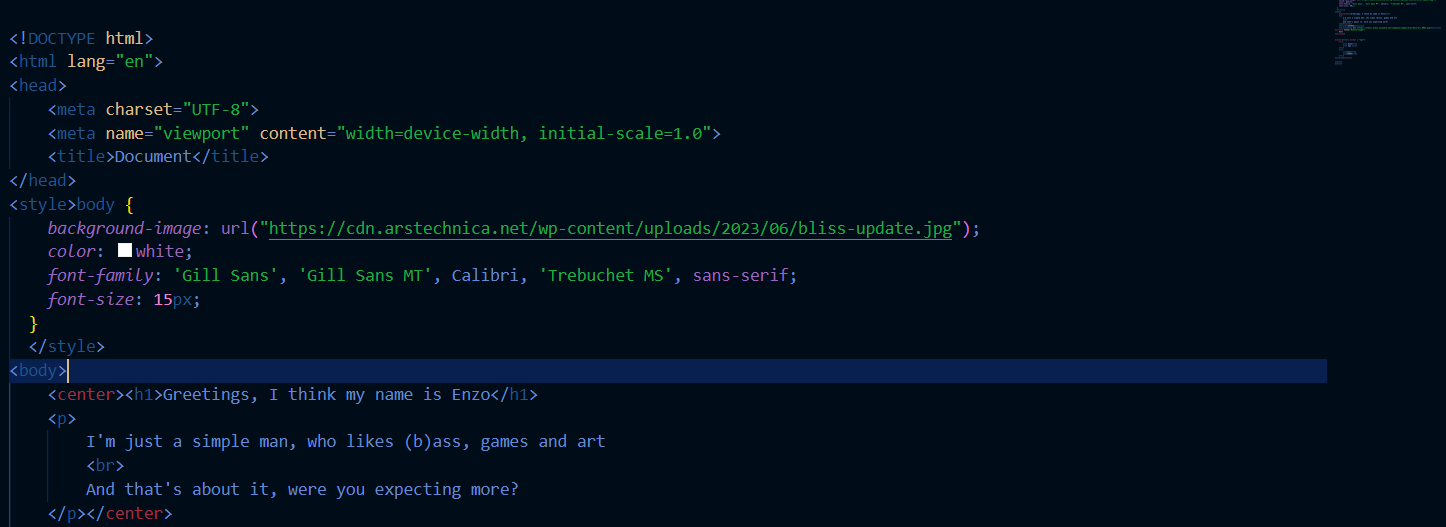 <!DOCTYPE html>
<html lang="en">
<head>
    <meta charset="UTF-8">
    <meta name="viewport" content="width=device-width, initial-scale=1.0">
    <title>Document</title>
</head>
<style>body {
    background-image: url("https://cdn.arstechnica.net/wp-content/uploads/2023/06/bliss-update.jpg");
    color: white;
    font-family: 'Gill Sans', 'Gill Sans MT', Calibri, 'Trebuchet MS', sans-serif;
    font-size: 15px;
  }
  </style>
<body>
    <center><h1>Greetings, I think my name is Enzo</h1>
    <p>
        I'm just a simple man, who likes (b)ass, games and art
        <br>
        And that's about it, were you expecting more?
    </p></center>